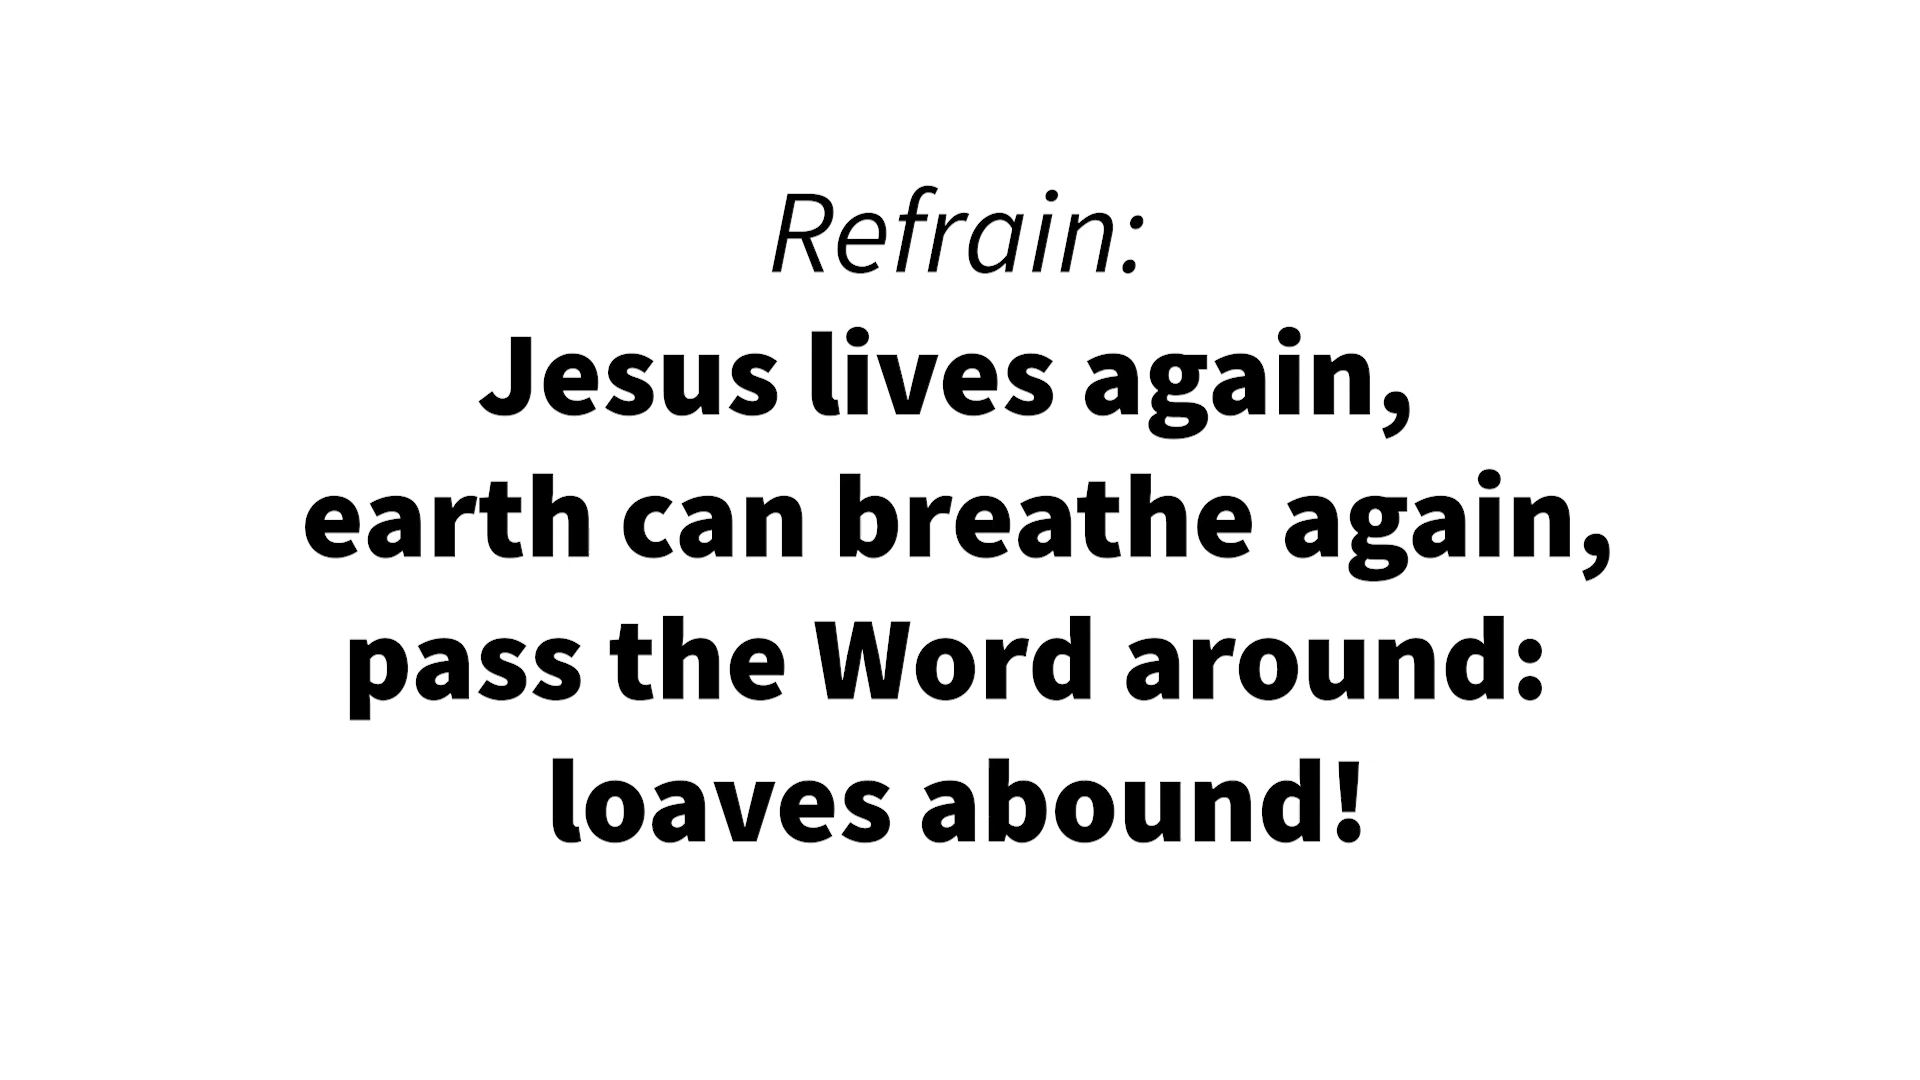 Refrain:
Jesus lives again,
earth can breathe again,
pass the Word around:
loaves abound!